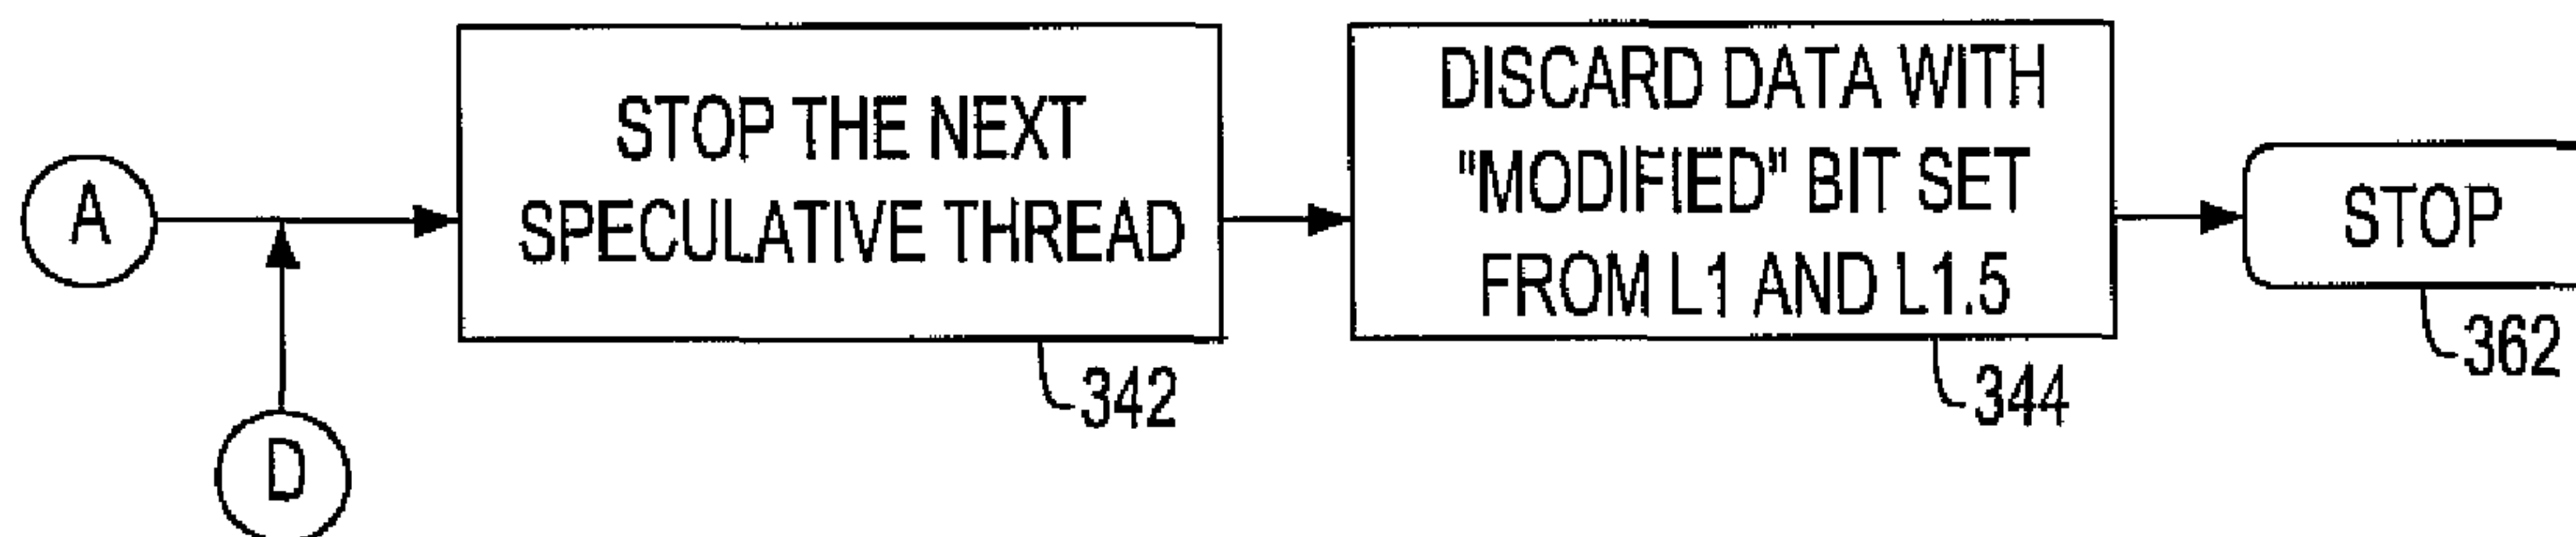 A
STOP THE NEXT
SPECULATIVE THREAD
342
DISCARD DATA WITH
"MODIFIED" BIT SET
FROM L1 AND L1.5
344
STOP
362
D